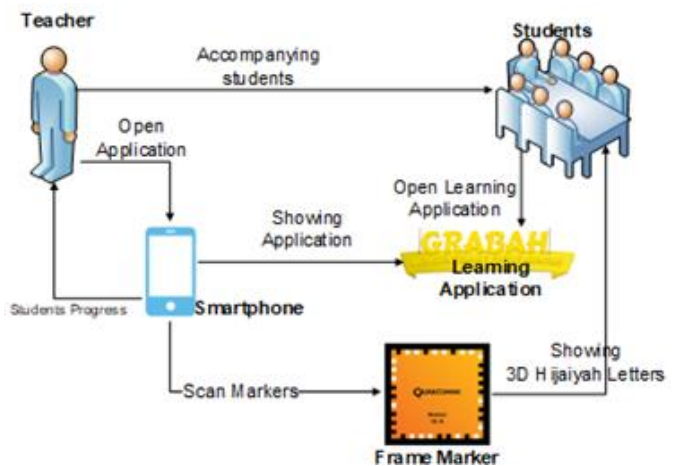 Teacher
Students
Accompanying
students
Open
Application
Open Learning
Application
Showing
Application
GRABAH
Learning
Application
Students Progress
Smartphone
Showing
3D Hijaiyah Letters
Scan Markers
Frame Marker